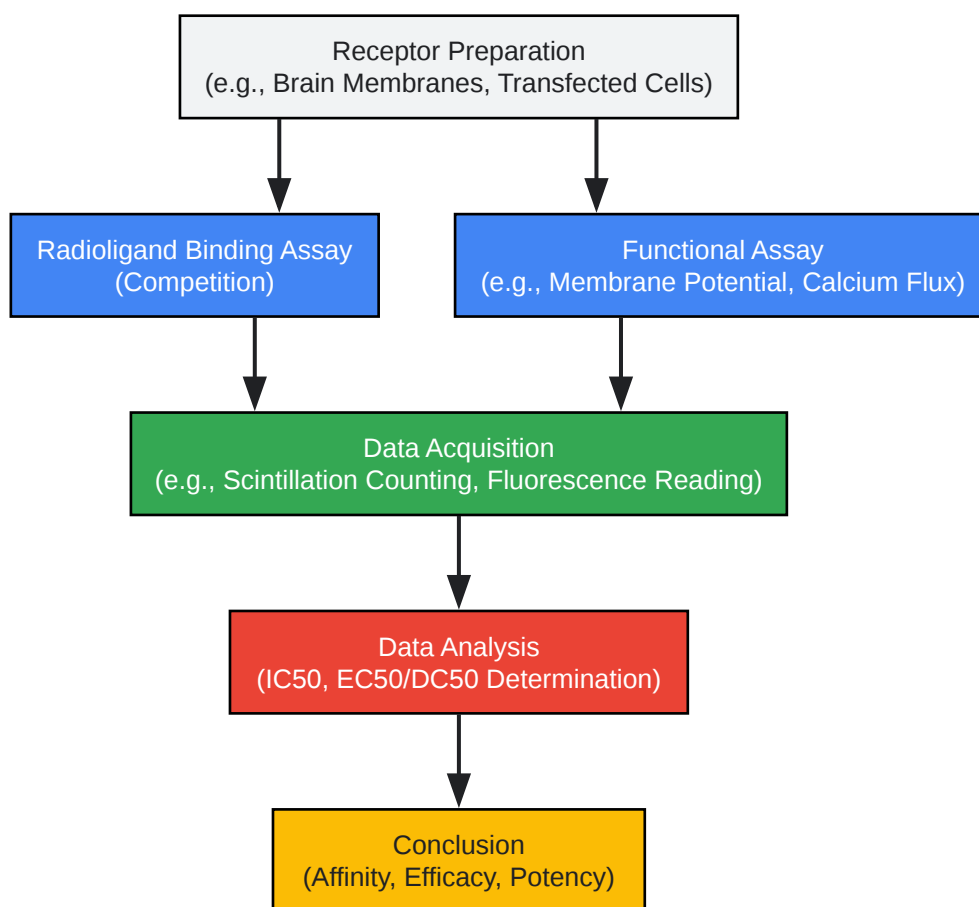 Receptor Preparation
(e.g., Brain Membranes, Transfected Cells)
Radioligand Binding Assay
(Competition)
Functional Assay
(e.g., Membrane Potential, Calcium Flux)
Data Acquisition
(e.g., Scintillation Counting, Fluorescence Reading)
Data Analysis
(IC50, EC50/DC50 Determination)
Conclusion
(Affinity, Efficacy, Potency)